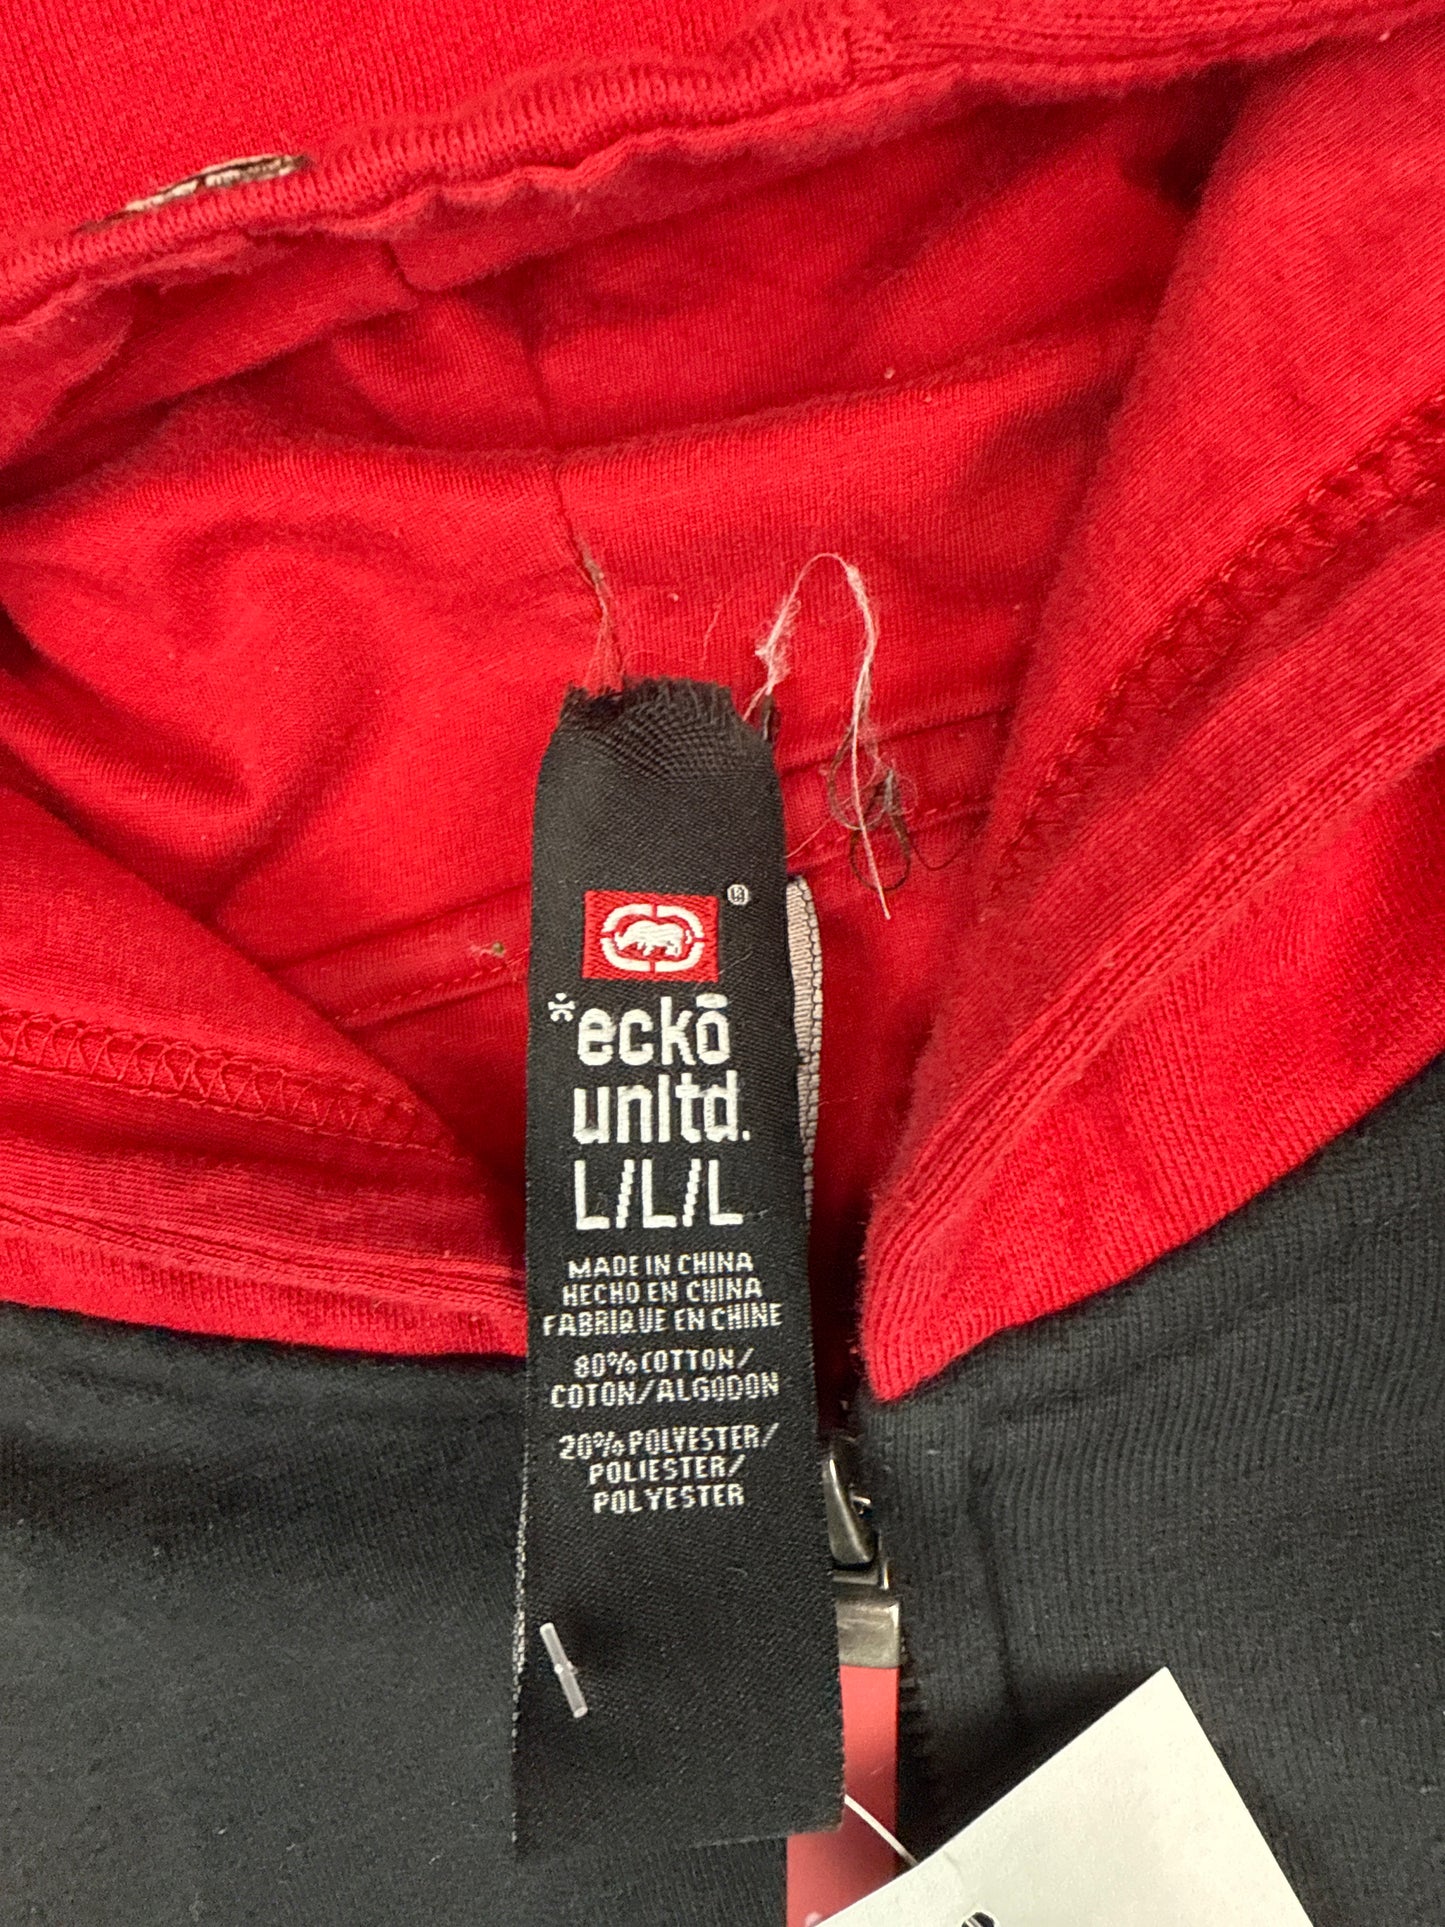 ®
*eckō
unltd.
L/L/L
MADE IN CHINA
HECHO EN CHINA
FABRIQUE EN CHINE
80% COTTON/
COTON/ALGODON
20% POLYESTER/
POLIESTER/
POLYESTER